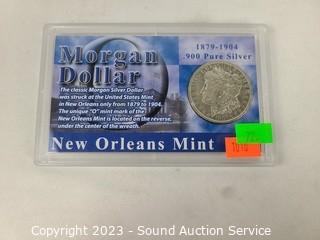 Morgan
Dollar
1879-1904
.900 Pure Silver
The classic Morgan Silver Dollar
was struck at the United States Mint
in New Orleans only from 1879 to 1904.
The unique "O" mint mark of the
New Orleans Mint is located on the reverse,
under the center of the wreath.
New Orleans Mint
1010
Copyright 2023 - Sound Auction Service